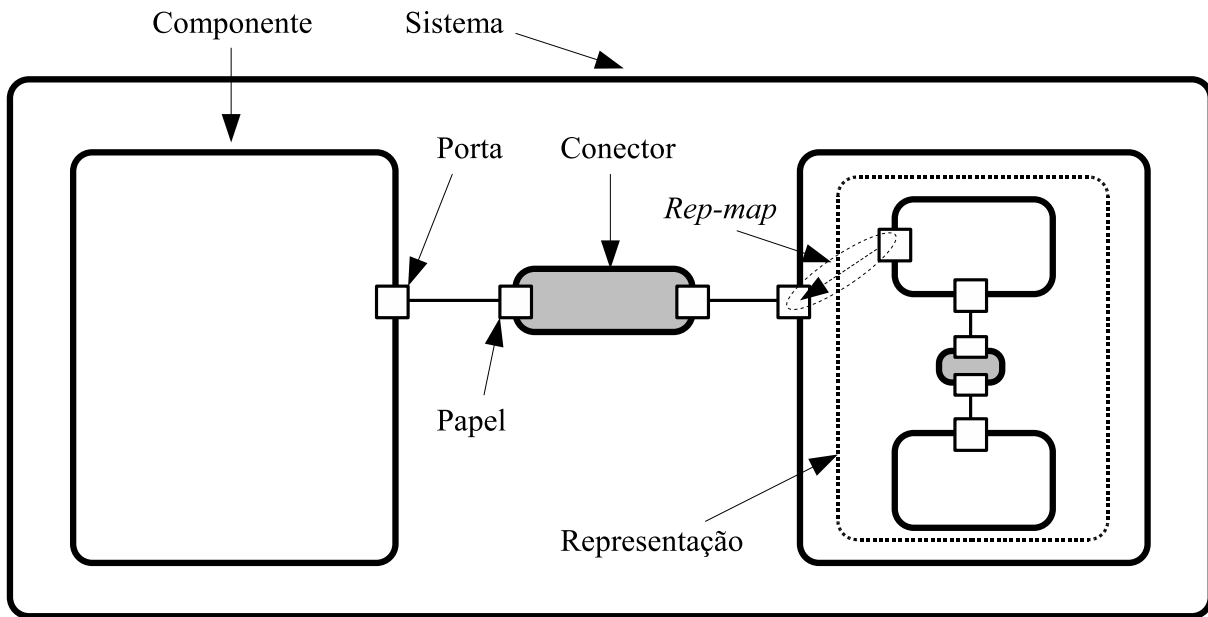 Componente
Sistema
Porta
Conector
Rep-map
Papel
Representação